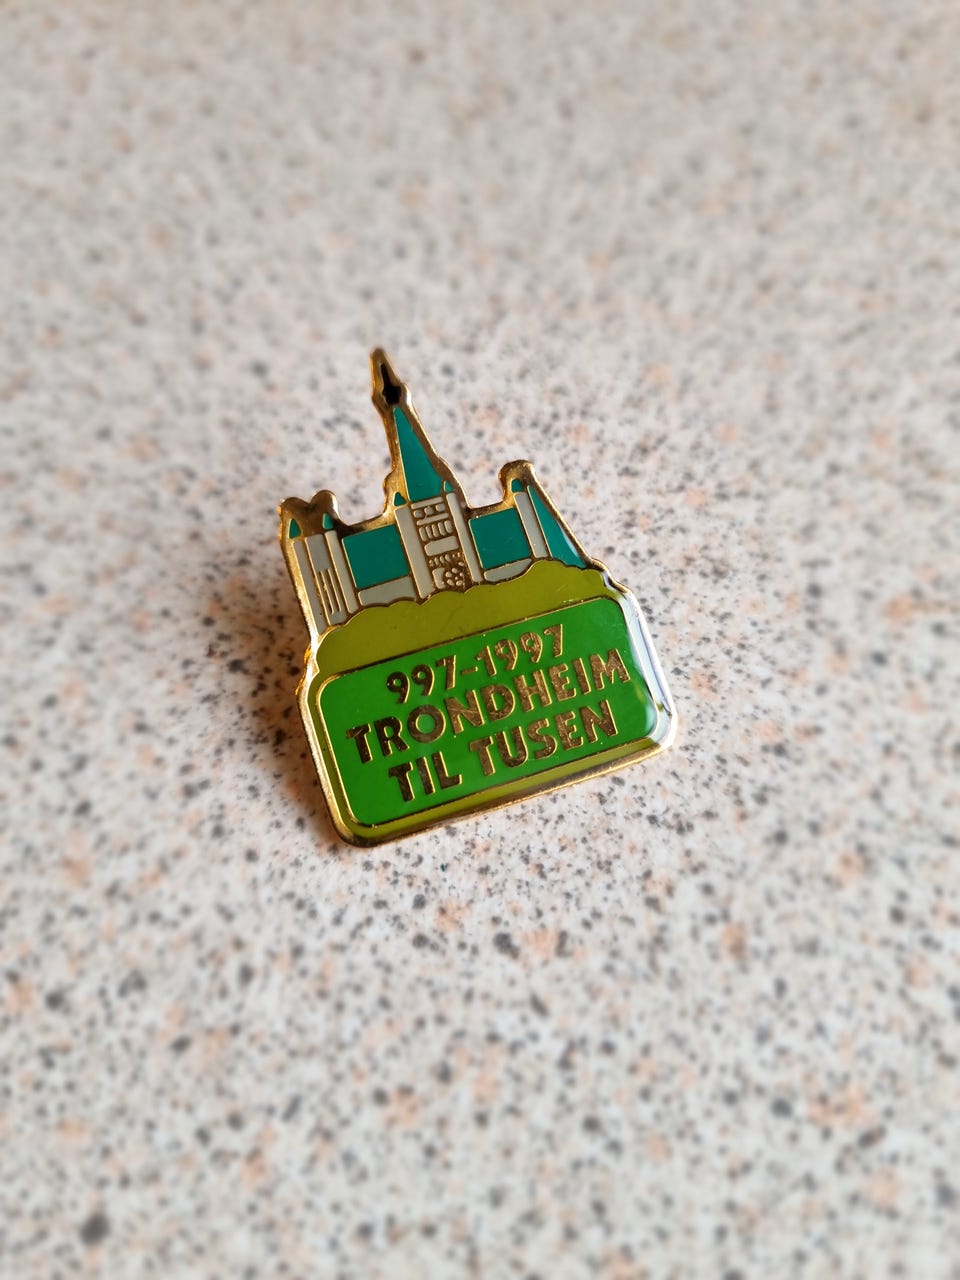 997-1997
TRONDHEIM
TIL TUSEN